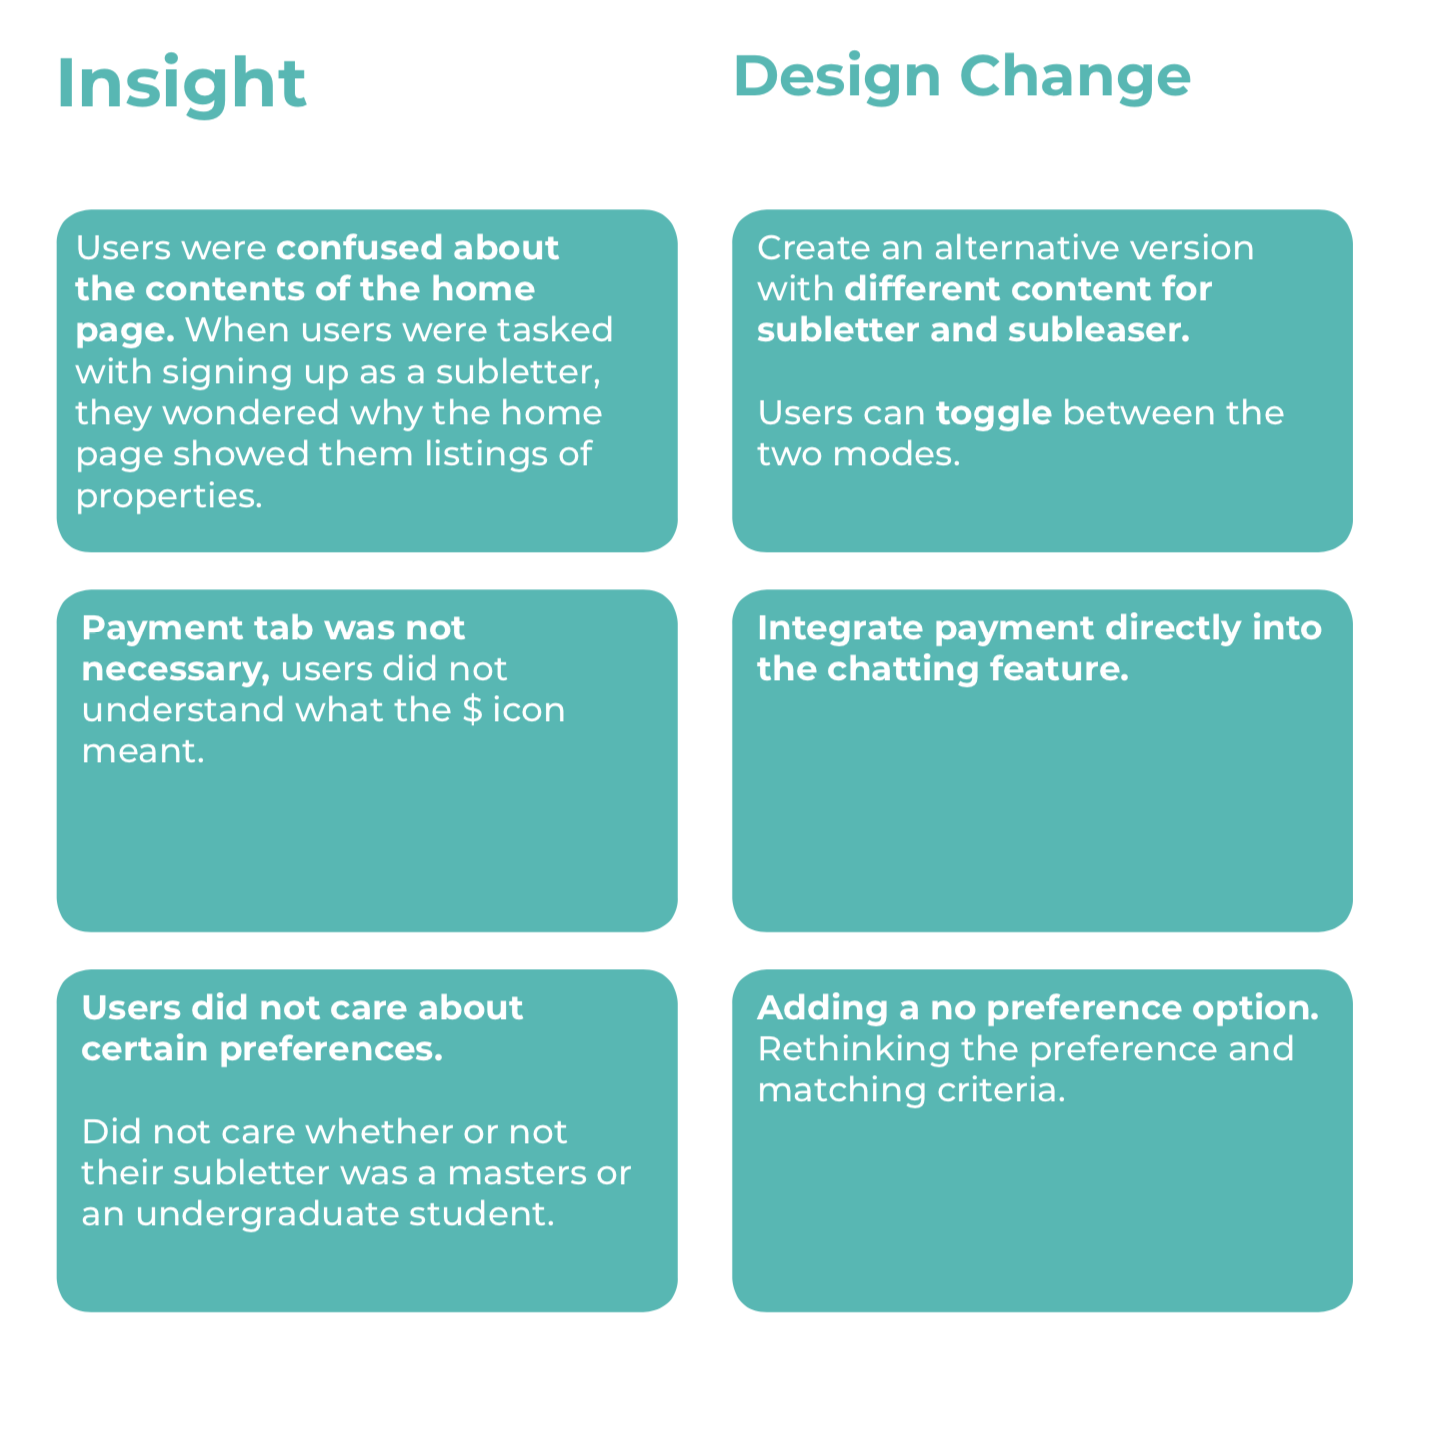 Insight
Design Change
Users were confused about
the contents of the home
page. When users were tasked
with signing up as a subletter,
they wondered why the home
page showed them listings of
properties.
Create an alternative version
with different content for
subletter and subleaser.
Users can toggle between the
two modes.
Payment tab was not
necessary, users did not
understand what the $ icon
meant.
Integrate payment directly into
the chatting feature.
Users did not care about
certain preferences.
Did not care whether or not
their subletter was a masters or
an undergraduate student.
Adding a no preference option.
Rethinking the preference and
matching criteria.